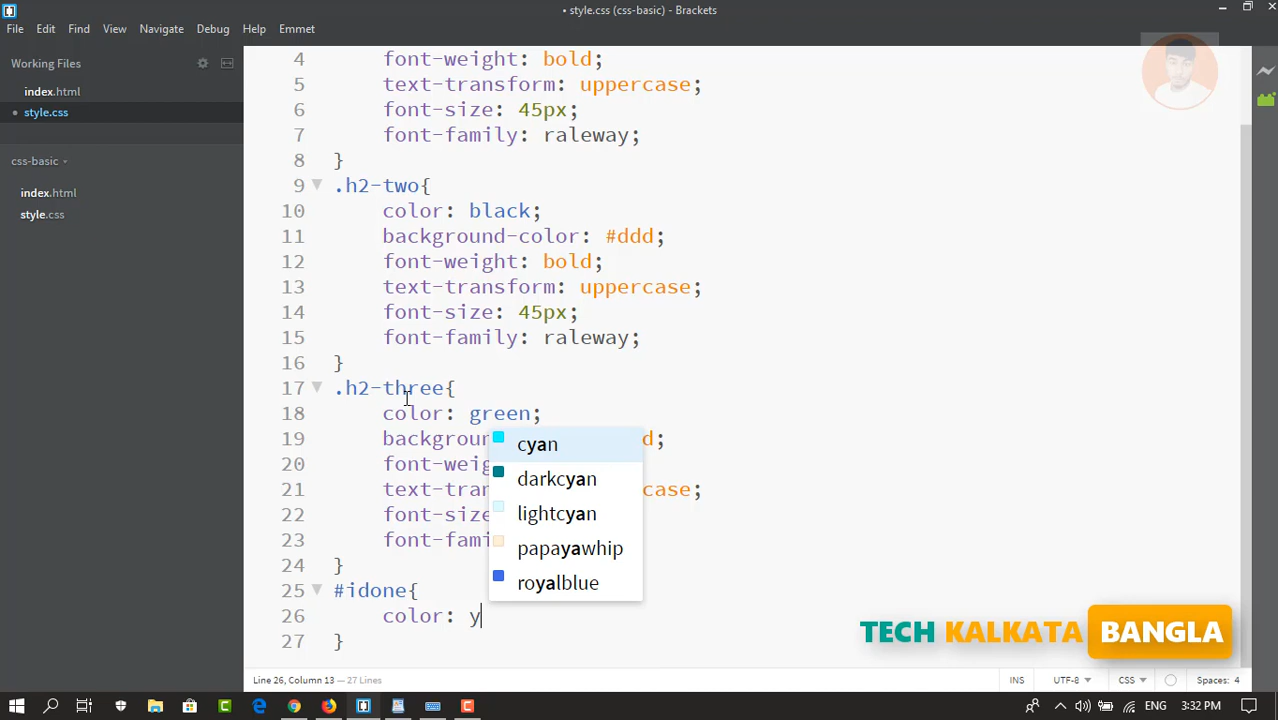 • style.css (css-basic) - Brackets
File Edit Find View Navigate Debug Help Emmet
Working Files
index.html
• style.css
css-basic
index.html
style.css
4 font-weight: bold;
5 text-transform: uppercase;
6 font-size: 45px;
7 font-family: raleway;
8 }
9 .h2-two{
10 color: black;
11 background-color: #ddd;
12 font-weight: bold;
13 text-transform: uppercase;
14 font-size: 45px;
15 font-family: raleway;
16 }
17 .h2-three{
18 color: green;
19 backgroun d;
20 font-weig
21 text-tran case;
22 font-size
23 font-fami
24 }
25 #idone{
26 color: y
27 }
cyan
darkcyan
lightcyan
papayawhip
royalblue
TECH KALKATA BANGLA
Line 26, Column 13 — 27 Lines
INS UTF-8 CSS Spaces: 4
3:32 PM